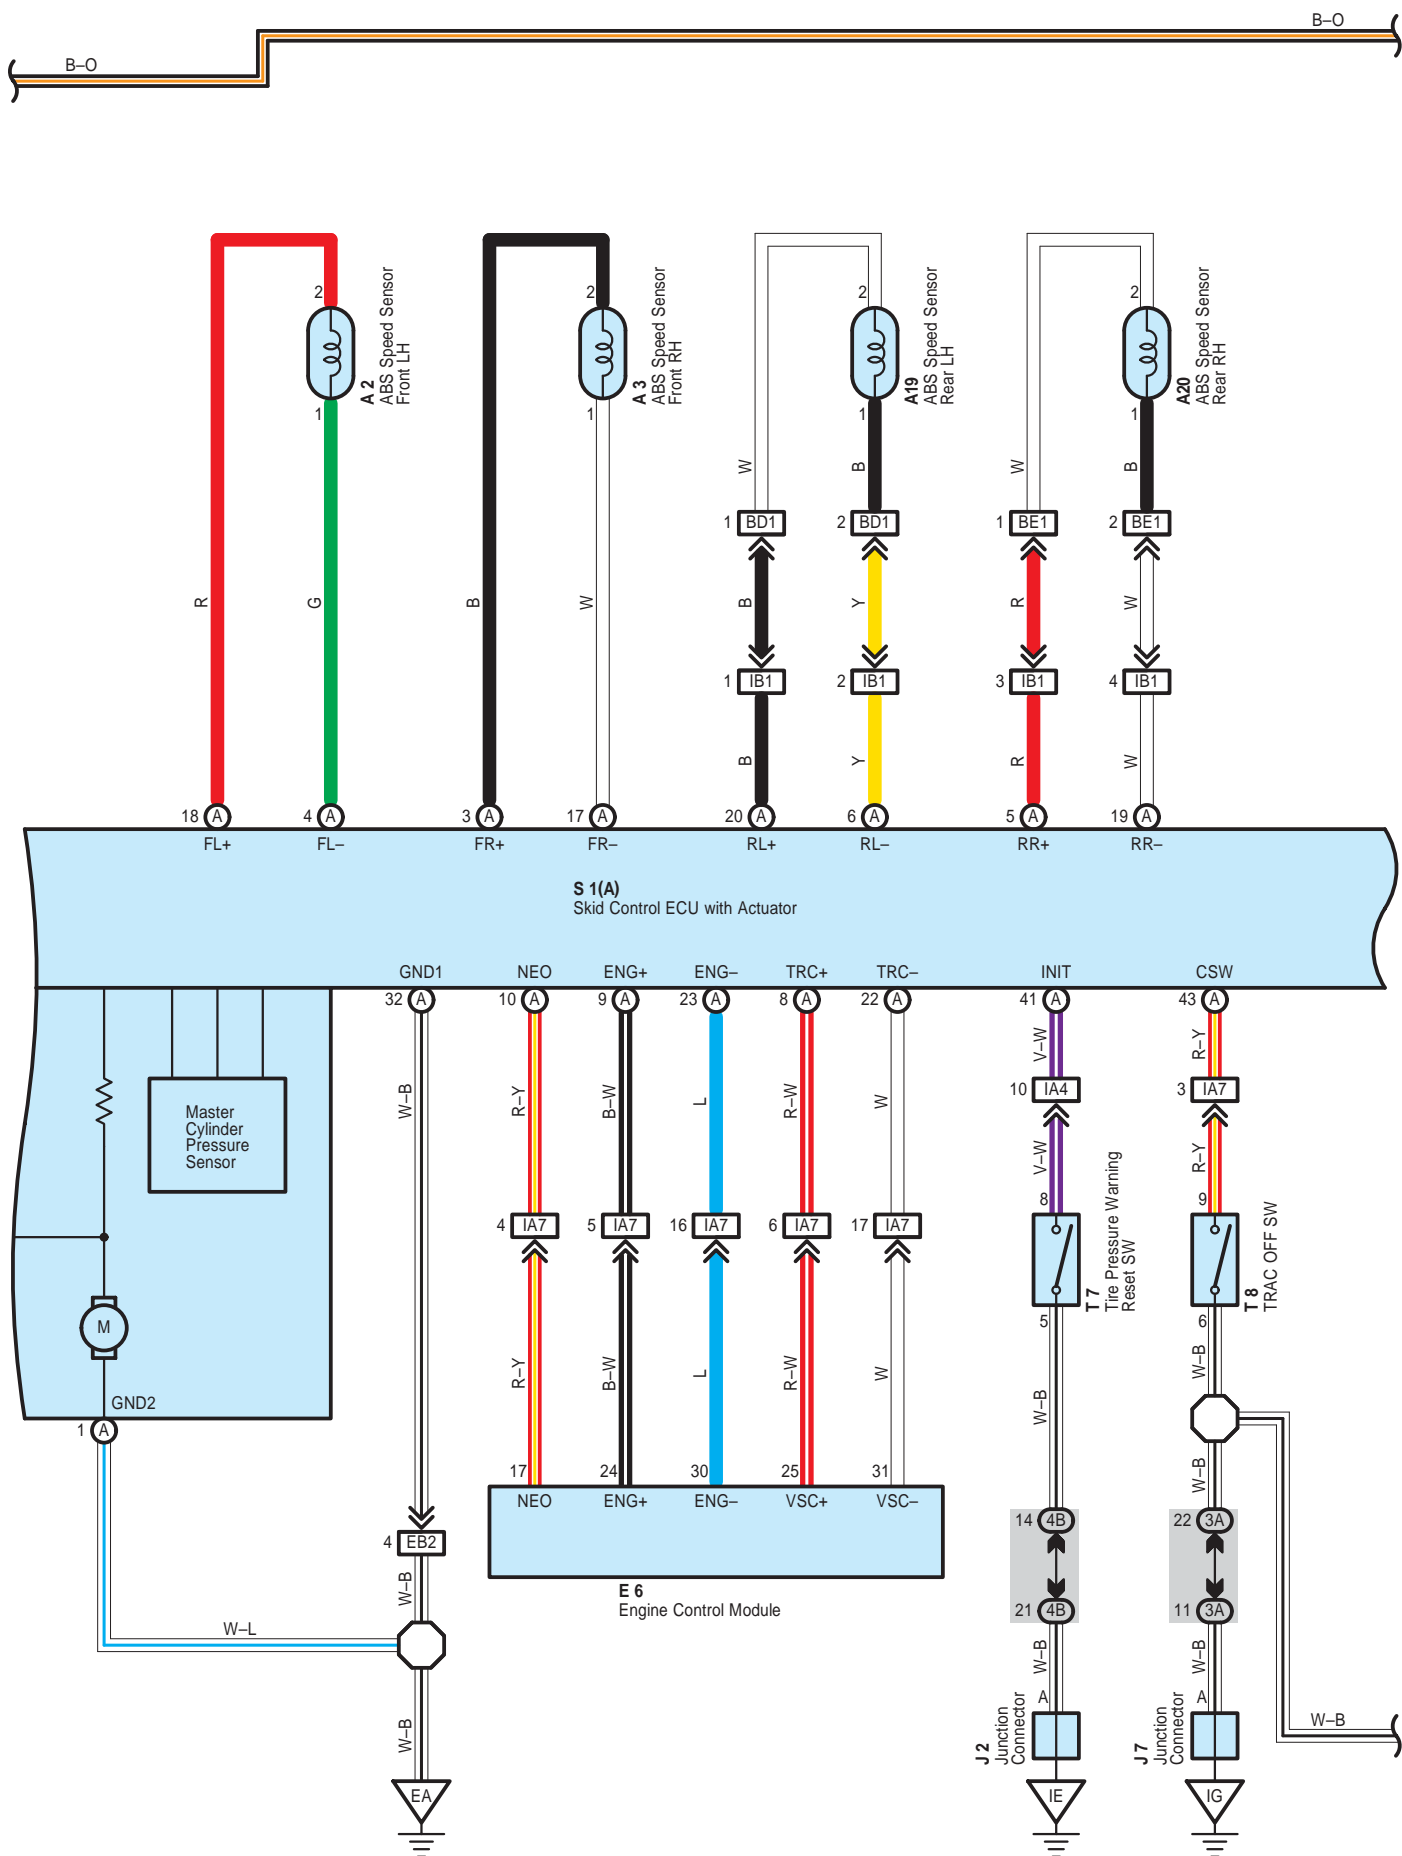 B–O
B–O
2
A 2
ABS Speed Sensor
Front LH
1
2
A 3
ABS Speed Sensor
Front RH
1
2
A19
ABS Speed Sensor
Rear LH
1
2
A20
ABS Speed Sensor
Rear RH
1
W
B
W
B
1 BD1
2 BD1
1 BE1
2 BE1
R
G
B
W
B
Y
R
W
1 IB1
2 IB1
3 IB1
4 IB1
B
Y
R
W
18 A
4 A
3 A
17 A
20 A
6 A
5 A
19 A
FL+
FL–
FR+
FR–
RL+
RL–
RR+
RR–
S 1(A)
Skid Control ECU with Actuator
GND1
NEO
ENG+
ENG–
TRC+
TRC–
INIT
CSW
32 A
10 A
9 A
23 A
8 A
22 A
41 A
43 A
V–W
R–Y
10 IA4
3 IA7
W–B
R–Y
B–W
L
R–W
W
Master
Cylinder
Pressure
Sensor
V–W
R–Y
8
9
4 IA7
5 IA7
16 IA7
6 IA7
17 IA7
T 7
Tire Pressure Warning
Reset SW
T 8
TRAC OFF SW
M
5
6
R–Y
B–W
L
R–W
W
W–B
W–B
GND2
1 A
W–B
17
24
30
25
31
NEO
ENG+
ENG–
VSC+
VSC–
14 4B
22 3A
4 EB2
W–B
E 6
Engine Control Module
21 4B
11 3A
W–L
W–B
W–B
A
A
J 2
Junction
Connector
J 7
Junction
Connector
W–B
W–B
EA
IE
IG